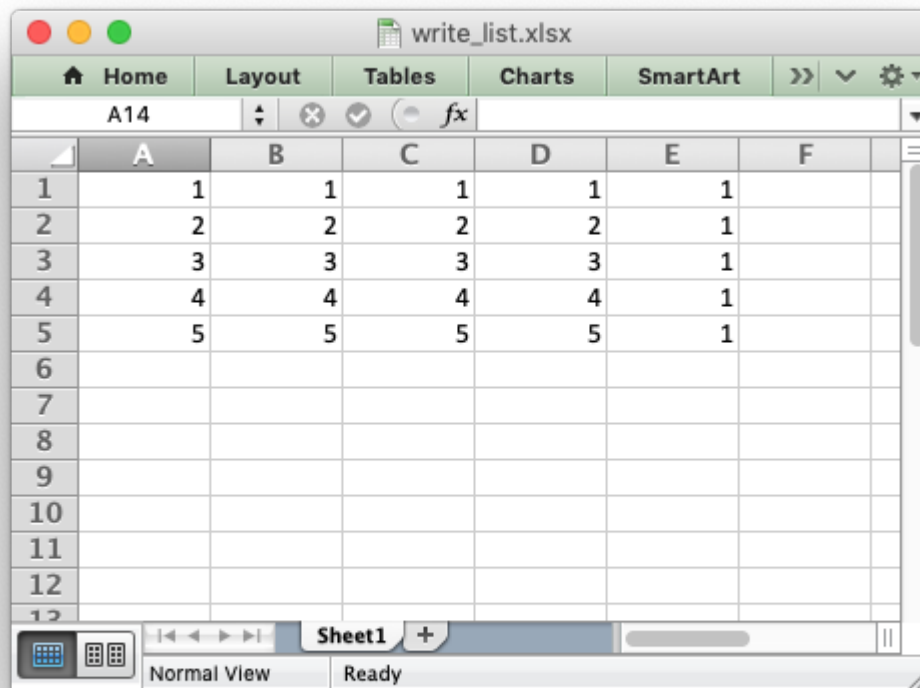 write_list.xlsx
Home Layout Tables Charts SmartArt
A14 fx
A B C D E F
1 1 1 1 1 1
2 2 2 2 2 1
3 3 3 3 3 1
4 4 4 4 4 1
5 5 5 5 5 1
6
7
8
9
10
11
12
13
Sheet1 +
Normal View Ready